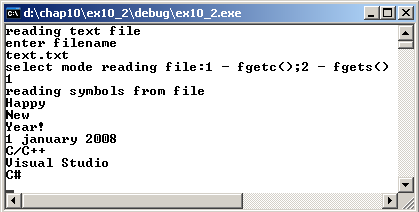 d:\chap10\ex10_2\debug\ex10_2.exe
reading text file
enter filename
text.txt
select mode reading file:1 - fgetc();2 - fgets()
1
reading symbols from file
Happy
New
Year!
1 january 2008
C/C++
Visual Studio
C#